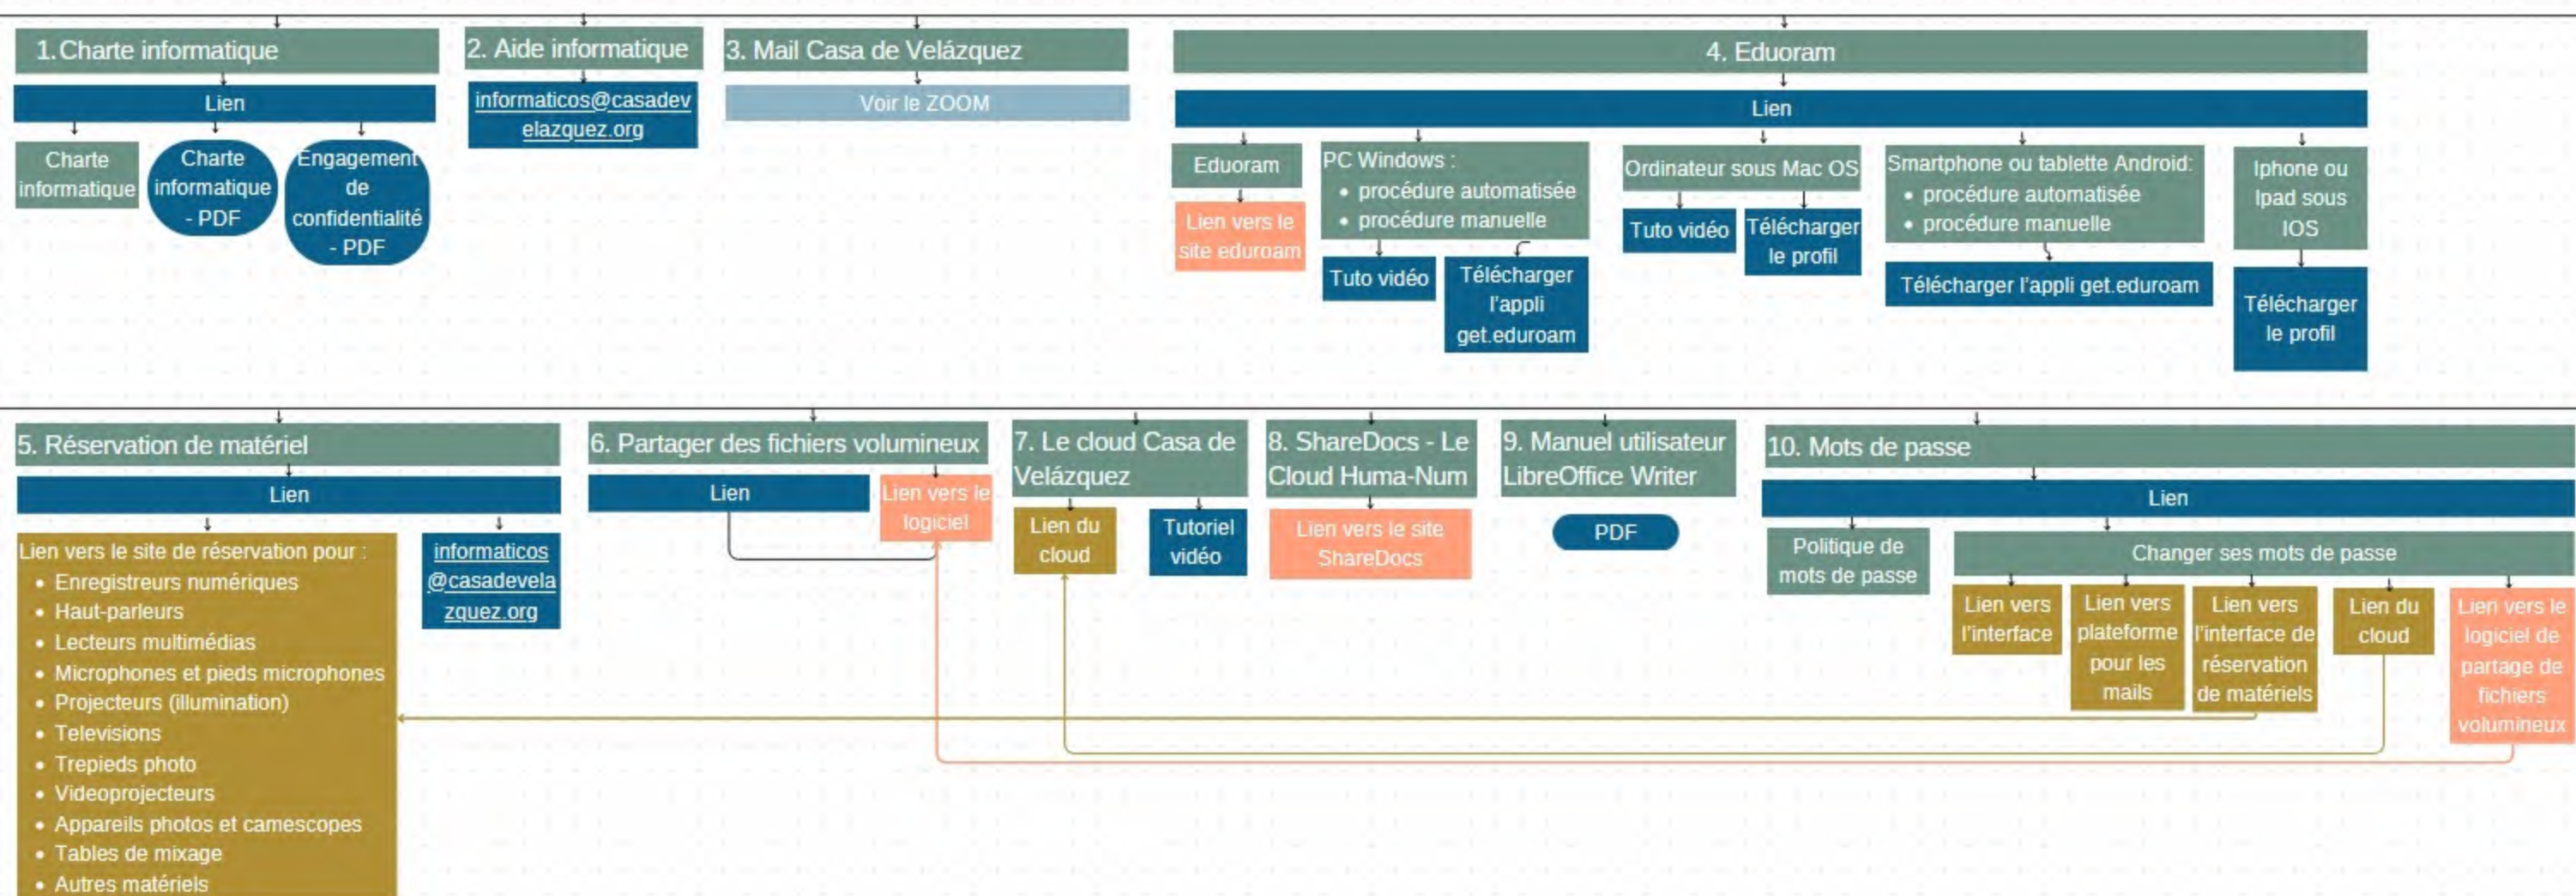 1. Charte informatique
Lien
Charte
informatique
Charte
informatique
- PDF
Engagement
de
confidentialité
- PDF
2. Aide informatique
informaticos@casadev
elazquez.org
3. Mail Casa de Velázquez
Voir le ZOOM
4. Eduoram
Lien
Eduoram
Lien vers le
site eduroam
PC Windows :
• procédure automatisée
• procédure manuelle
Tuto vidéo
Télécharger
l'appli
get.eduroam
Ordinateur sous Mac OS
Tuto vidéo
Télécharger
le profil
Smartphone ou tablette Android:
• procédure automatisée
• procédure manuelle
Télécharger l'appli get.eduroam
Iphone ou
Ipad sous
IOS
Télécharger
le profil
5. Réservation de matériel
Lien
Lien vers le site de réservation pour :
• Enregistreurs numériques
• Haut-parleurs
• Lecteurs multimédias
• Microphones et pieds microphones
• Projecteurs (illumination)
• Televisions
• Trepieds photo
• Videoprojecteurs
• Appareils photos et camescopes
• Tables de mixage
• Autres matériels
informaticos
@casadevela
zquez.org
6. Partager des fichiers volumineux
Lien
Lien vers le
logiciel
7. Le cloud Casa de
Velázquez
Lien du
cloud
Tutoriel
vidéo
8. ShareDocs - Le
Cloud Huma-Num
Lien vers le site
ShareDocs
9. Manuel utilisateur
LibreOffice Writer
PDF
10. Mots de passe
Lien
Politique de
mots de passe
Changer ses mots de passe
Lien vers
l'interface
Lien vers
plateforme
pour les
mails
Lien vers
l'interface de
réservation
de matériels
Lien du
cloud
Lien vers le
logiciel de
partage de
fichiers
volumineux